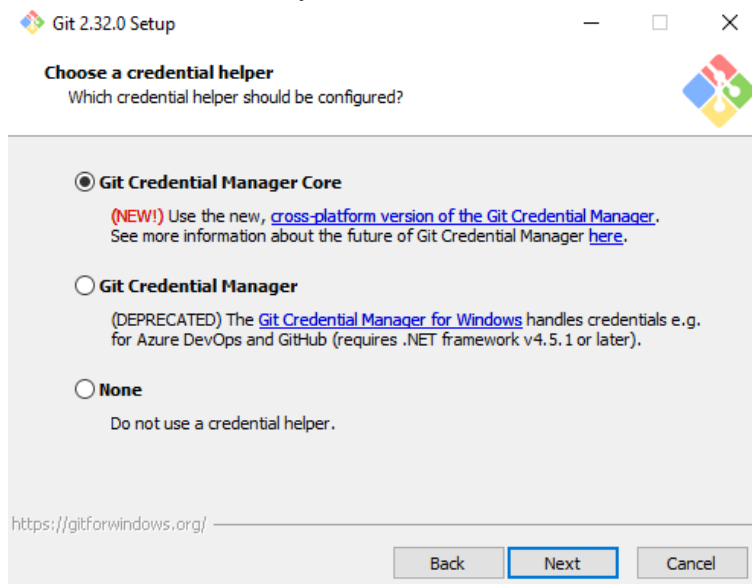 Git 2.32.0 Setup
Choose a credential helper
Which credential helper should be configured?
Git Credential Manager Core
(NEW!) Use the new, cross-platform version of the Git Credential Manager.
See more information about the future of Git Credential Manager here.
Git Credential Manager
(DEPRECATED) The Git Credential Manager for Windows handles credentials e.g.
for Azure DevOps and GitHub (requires .NET framework v4.5.1 or later).
None
Do not use a credential helper.
https://gitforwindows.org/
Back Next Cancel